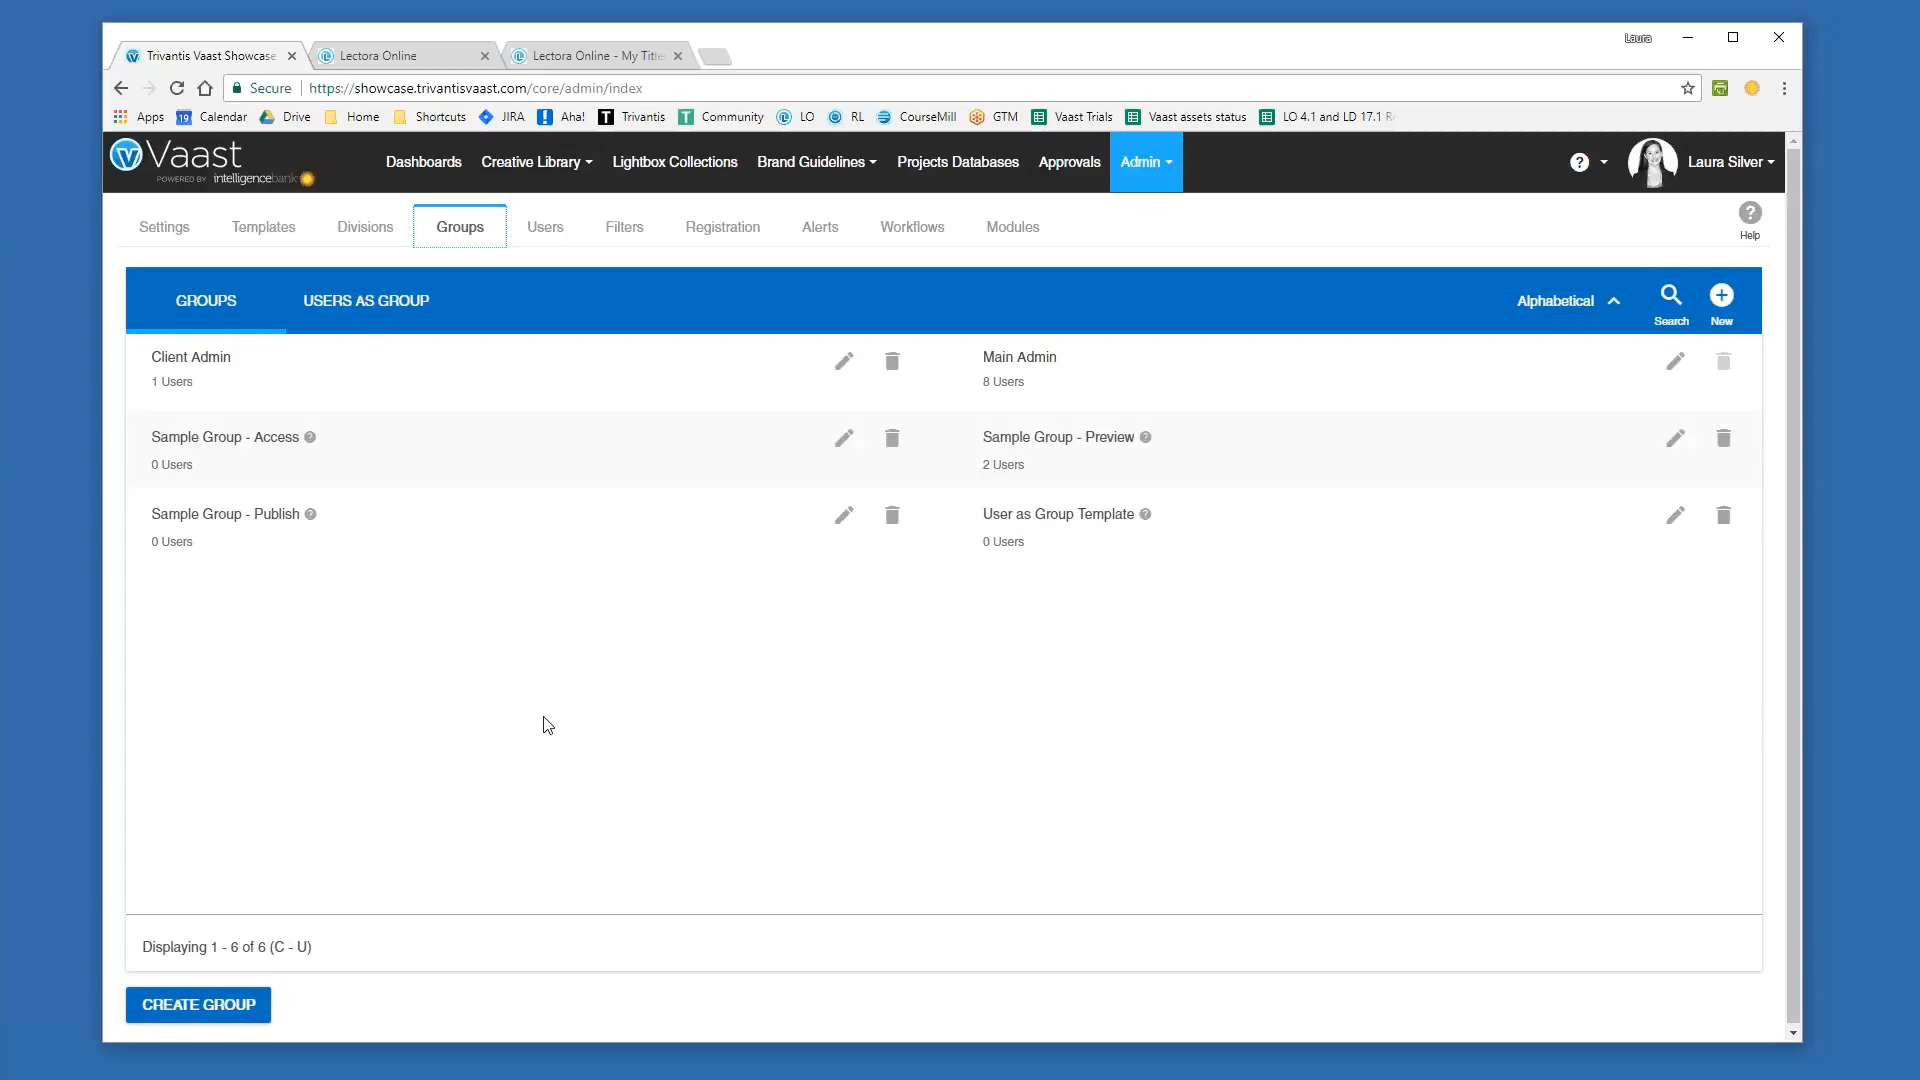 Laura
Trivantis Vaast Showcase
Lectora Online
Lectora Online - My Title
Secure
https://showcase.trivantisvaast.com/core/admin/index
Apps
19
Calendar
Drive
Home
Shortcuts
JIRA
Aha!
Trivantis
Community
LO
RL
CourseMill
GTM
Vaast Trials
Vaast assets status
LO 4.1 and LD 17.1
Vaast
POWERED BY intelligencebank
Dashboards
Creative Library
Lightbox Collections
Brand Guidelines
Projects Databases
Approvals
Admin
?
Laura Silver
Settings
Templates
Divisions
Groups
Users
Filters
Registration
Alerts
Workflows
Modules
?
Help
GROUPS
USERS AS GROUP
Alphabetical
Search
New
Client Admin
1 Users
Main Admin
8 Users
Sample Group - Access ?
0 Users
Sample Group - Preview ?
2 Users
Sample Group - Publish ?
0 Users
User as Group Template ?
0 Users
Displaying 1 - 6 of 6 (C - U)
CREATE GROUP